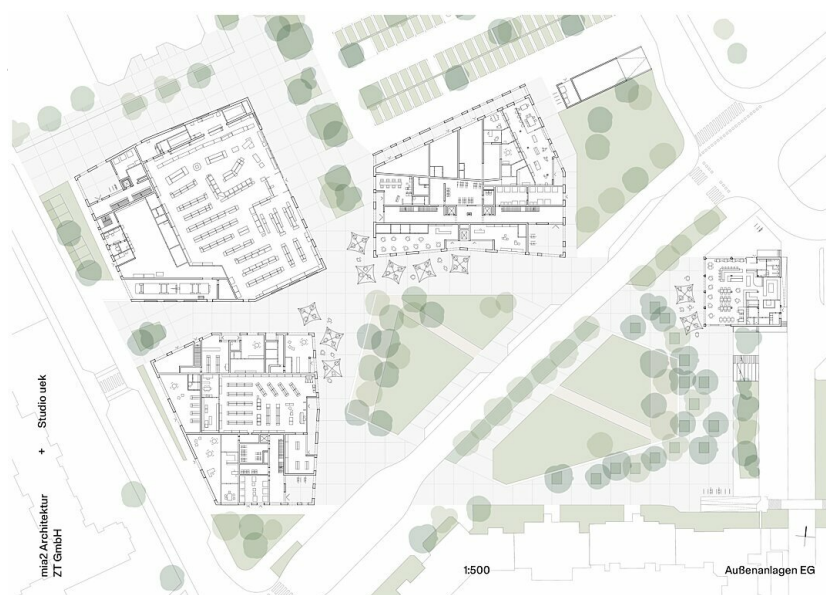 Studio uek
+
mia2 Architektur
ZT GmbH
1:500
Außenanlagen EG